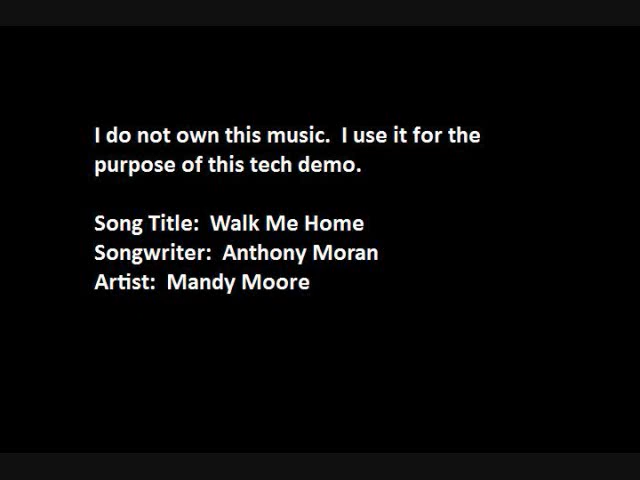 I do not own this music.  I use it for the
purpose of this tech demo.
Song Title:  Walk Me Home
Songwriter:  Anthony Moran
Artist:  Mandy Moore